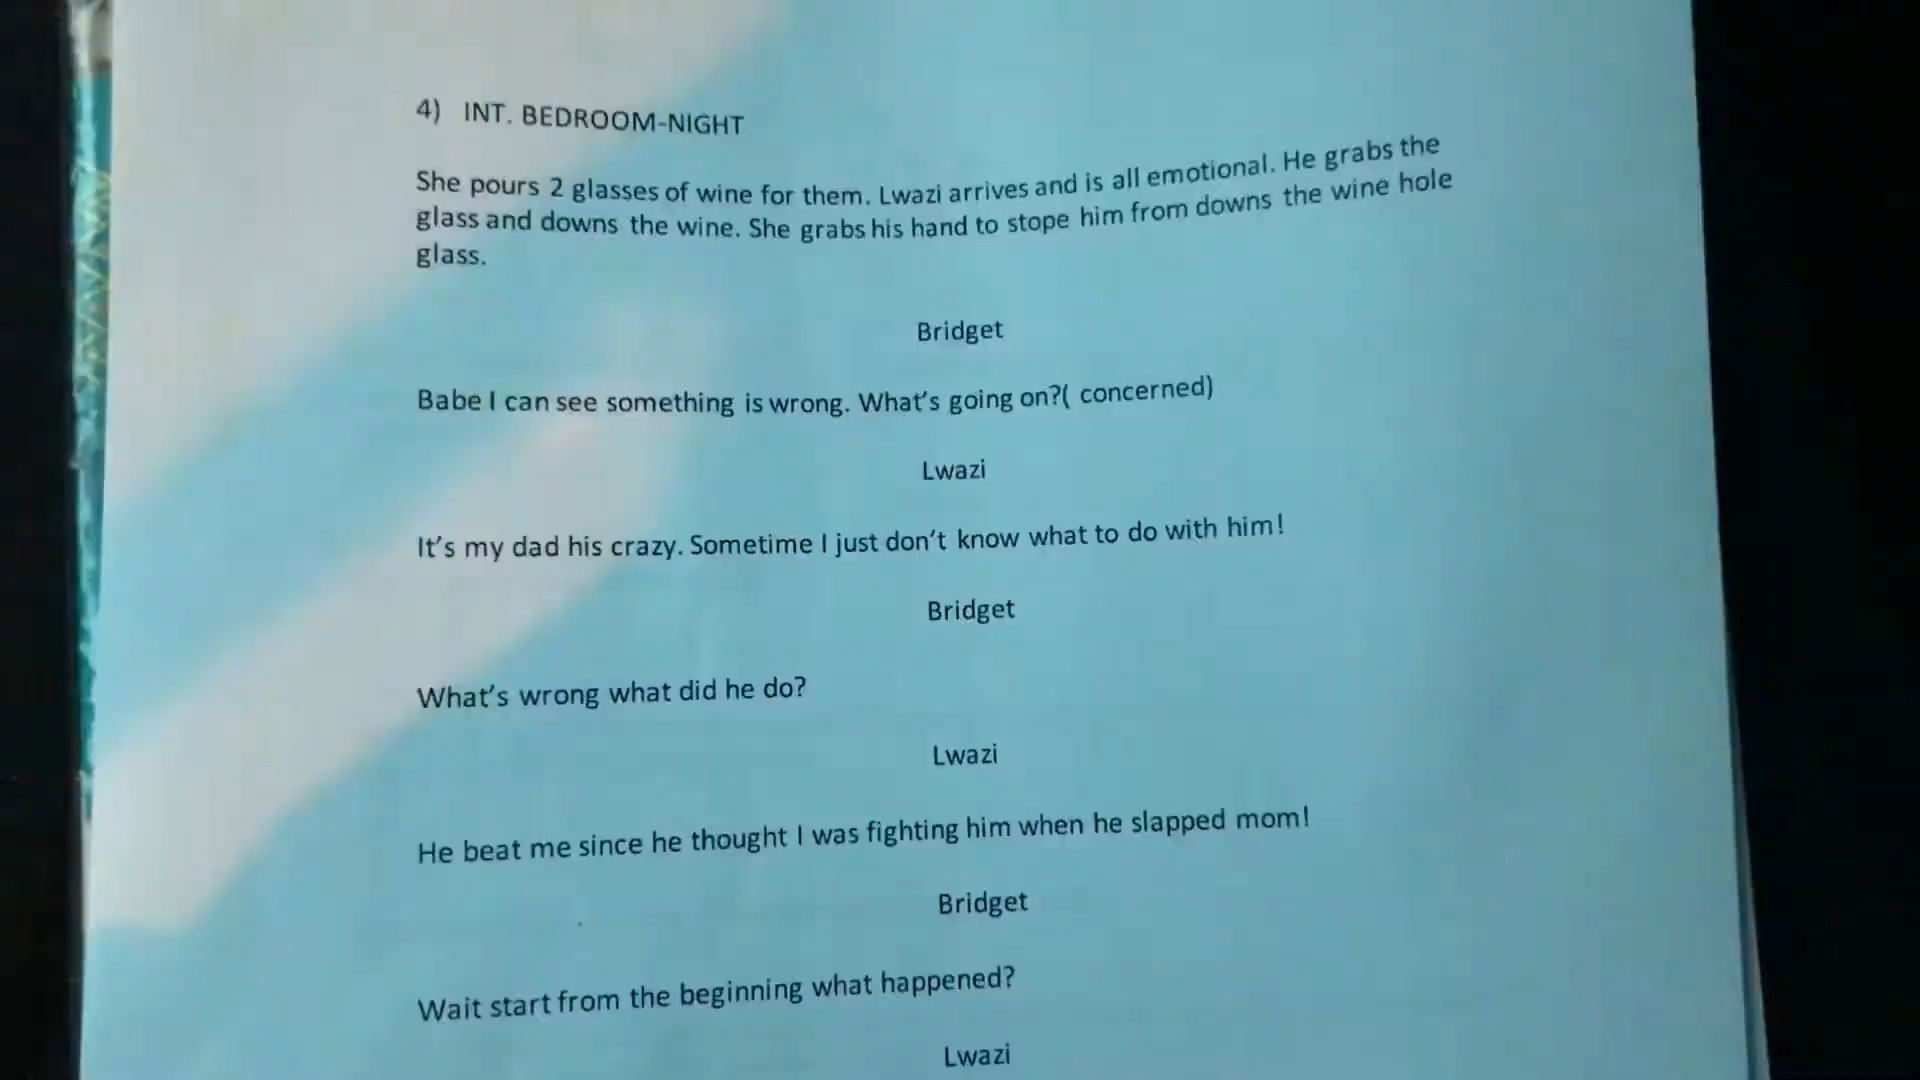 4) INT. BEDROOM-NIGHT
She pours 2 glasses of wine for them. Lwazi arrives and is all emotional. He grabs the
glass and downs the wine. She grabs his hand to stope him from downs the wine hole
glass.
Bridget
Babe I can see something is wrong. What's going on?( concerned)
Lwazi
It's my dad his crazy. Sometime I just don't know what to do with him!
Bridget
What's wrong what did he do?
Lwazi
He beat me since he thought I was fighting him when he slapped mom!
Bridget
Wait start from the beginning what happened?
Lwazi